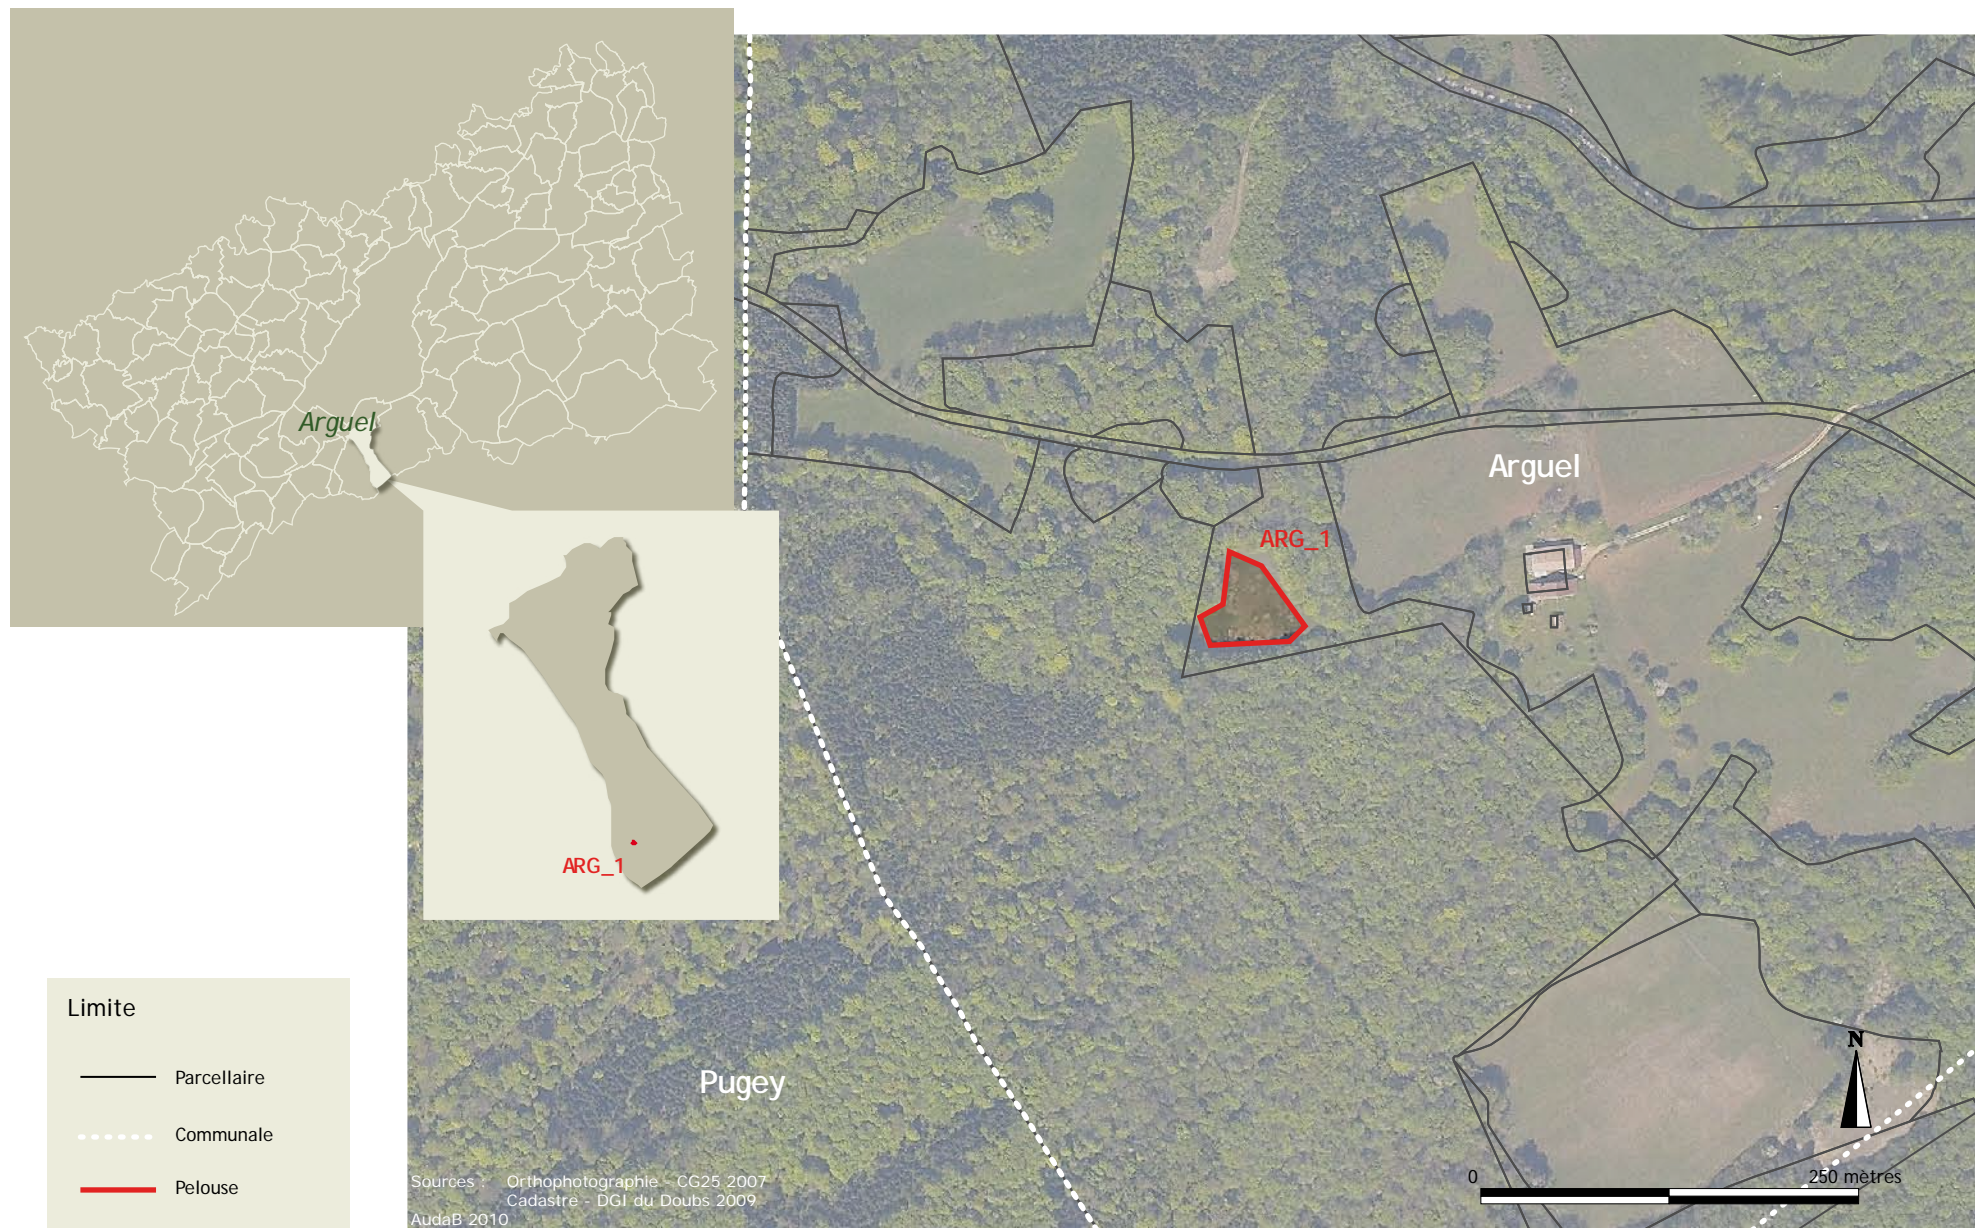 Arguel
ARG_1
Arguel
ARG_1
Pugey
Limite
Parcellaire
Communale
Pelouse
Sources : Orthophotographie - CG25 2007
Cadastre - DGI du Doubs 2009
AudaB 2010
N
0 250 mètres